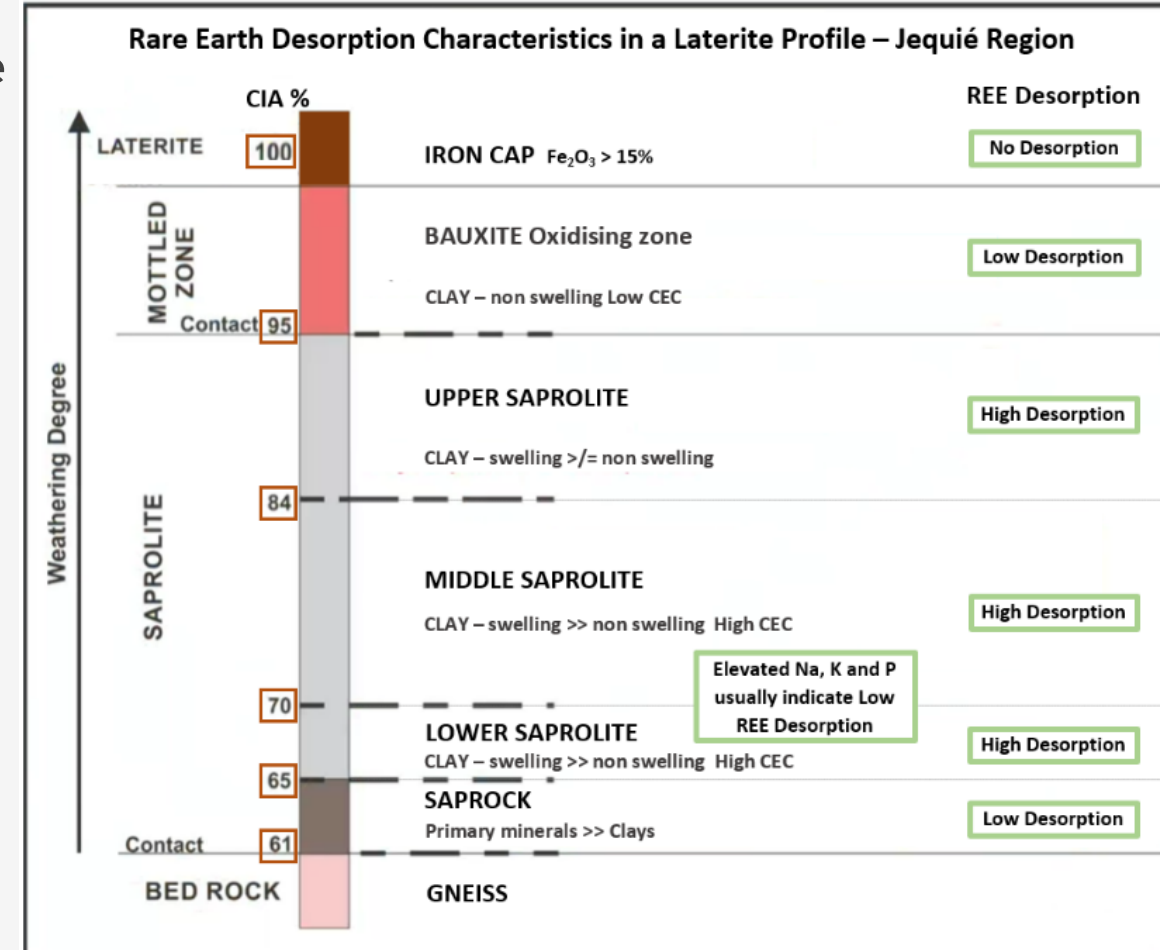 e
Rare Earth Desorption Characteristics in a Laterite Profile – Jequié Region
CIA %
REE Desorption
LATERITE
100
IRON CAP Fe₂O₃ > 15%
No Desorption
MOTTLED
ZONE
BAUXITE Oxidising zone
Low Desorption
CLAY – non swelling Low CEC
Contact 95
Weathering Degree
SAPROLITE
UPPER SAPROLITE
High Desorption
CLAY – swelling >/= non swelling
84
MIDDLE SAPROLITE
High Desorption
CLAY – swelling >> non swelling High CEC
Elevated Na, K and P
usually indicate Low
REE Desorption
70
LOWER SAPROLITE
High Desorption
CLAY – swelling >> non swelling High CEC
65
SAPROCK
Low Desorption
Primary minerals >> Clays
Contact 61
BED ROCK
GNEISS